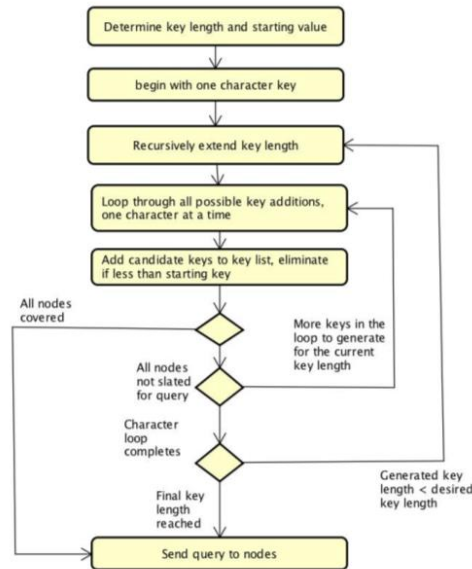 Determine key length and starting value
begin with one character key
Recursively extend key length
Loop through all possible key additions,
one character at a time
Add candidate keys to key list, eliminate
if less than starting key
All nodes
covered
More keys in the
loop to generate
for the current
key length
All nodes
not slated
for query
Character
loop
completes
Generated key
length < desired
key length
Final key
length
reached
Send query to nodes